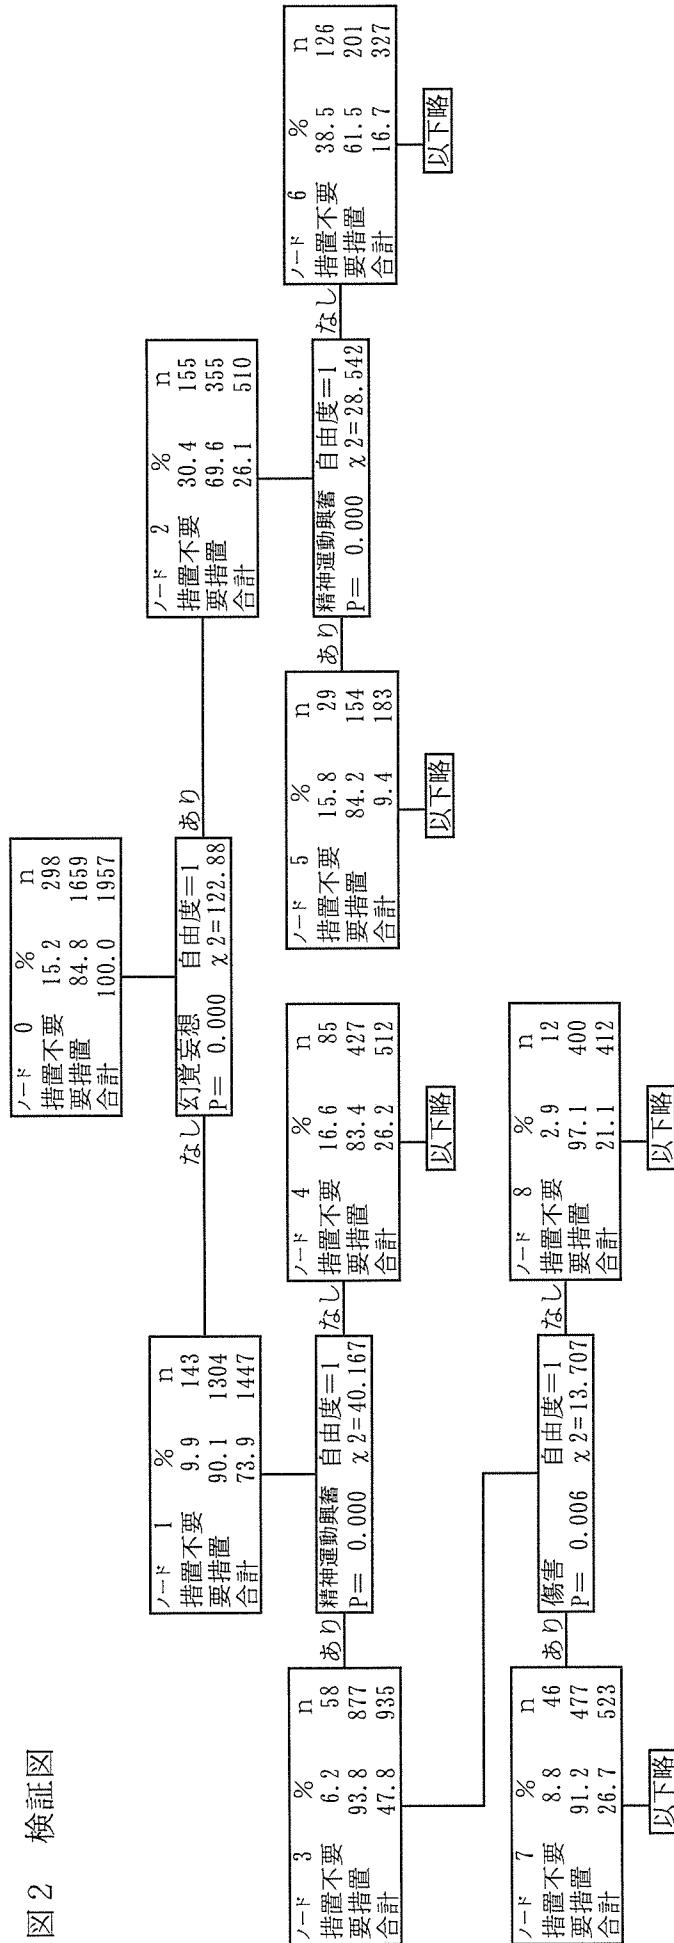 図2 検証図
ノード 0
% n
措置不要 15.2 298
要措置 84.8 1659
合計 100.0 1957
幻覚妄想 自由度=1
P= 0.000 χ2=122.88
なし
あり
ノード 1
% n
措置不要 9.9 143
要措置 90.1 1304
合計 73.9 1447
ノード 2
% n
措置不要 30.4 155
要措置 69.6 355
合計 26.1 510
精神運動興奮 自由度=1
P= 0.000 χ2=40.167
あり
なし
精神運動興奮 自由度=1
P= 0.000 χ2=28.542
あり
なし
ノード 3
% n
措置不要 6.2 58
要措置 93.8 877
合計 47.8 935
ノード 4
% n
措置不要 16.6 85
要措置 83.4 427
合計 26.2 512
以下略
ノード 5
% n
措置不要 15.8 29
要措置 84.2 154
合計 9.4 183
以下略
ノード 6
% n
措置不要 38.5 126
要措置 61.5 201
合計 16.7 327
以下略
傷害 自由度=1
P= 0.006 χ2=13.707
あり
なし
ノード 7
% n
措置不要 8.8 46
要措置 91.2 477
合計 26.7 523
以下略
ノード 8
% n
措置不要 2.9 12
要措置 97.1 400
合計 21.1 412
以下略